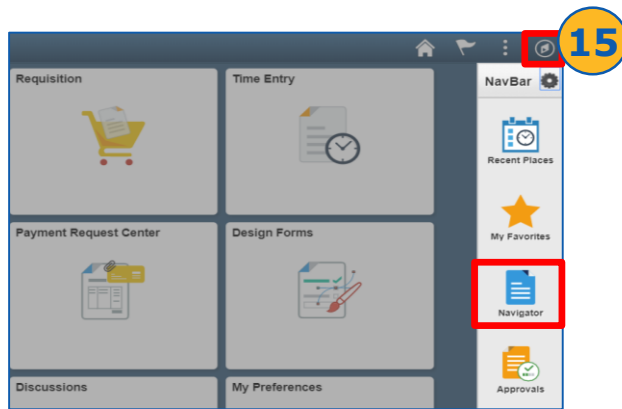 15
NavBar
Requisition
Time Entry
Recent Places
My Favorites
Payment Request Center
Design Forms
Navigator
Discussions
My Preferences
Approvals